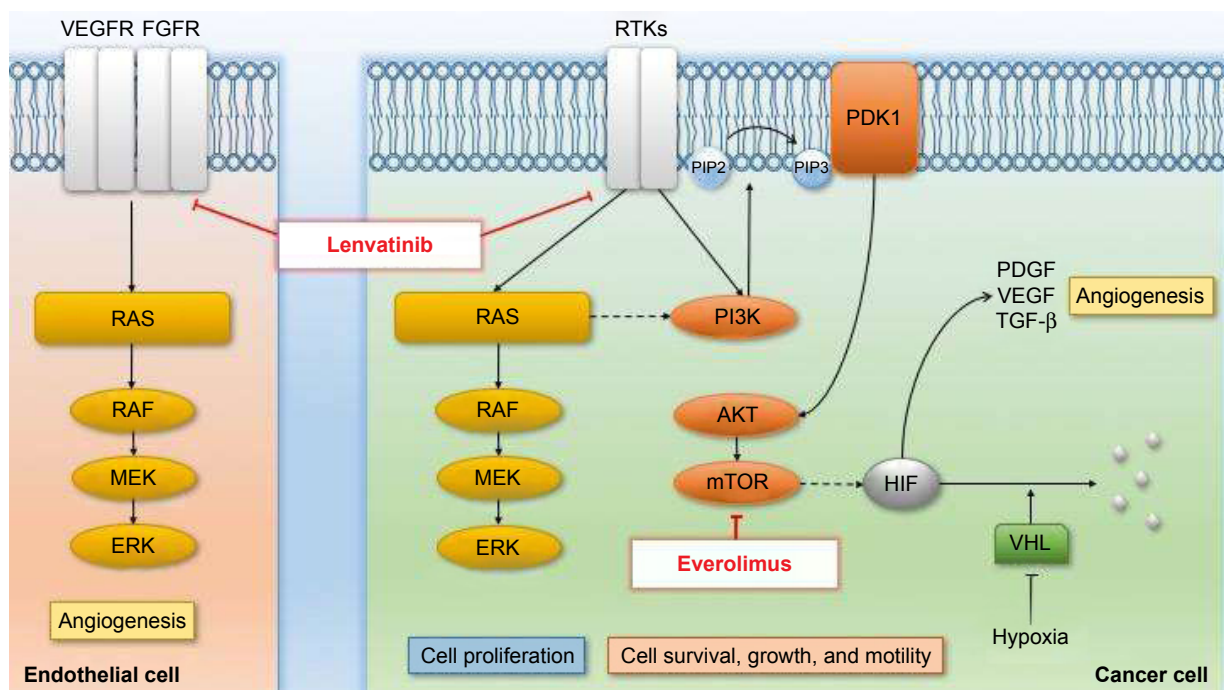 VEGFR FGFR
RTKs
PDK1
PIP2
PIP3
Lenvatinib
RAS
RAF
MEK
ERK
Angiogenesis
Endothelial cell
RAS
PI3K
RAF
MEK
ERK
AKT
mTOR
HIF
PDGF
VEGF
TGF-β
Angiogenesis
VHL
Hypoxia
Everolimus
Cell proliferation
Cell survival, growth, and motility
Cancer cell